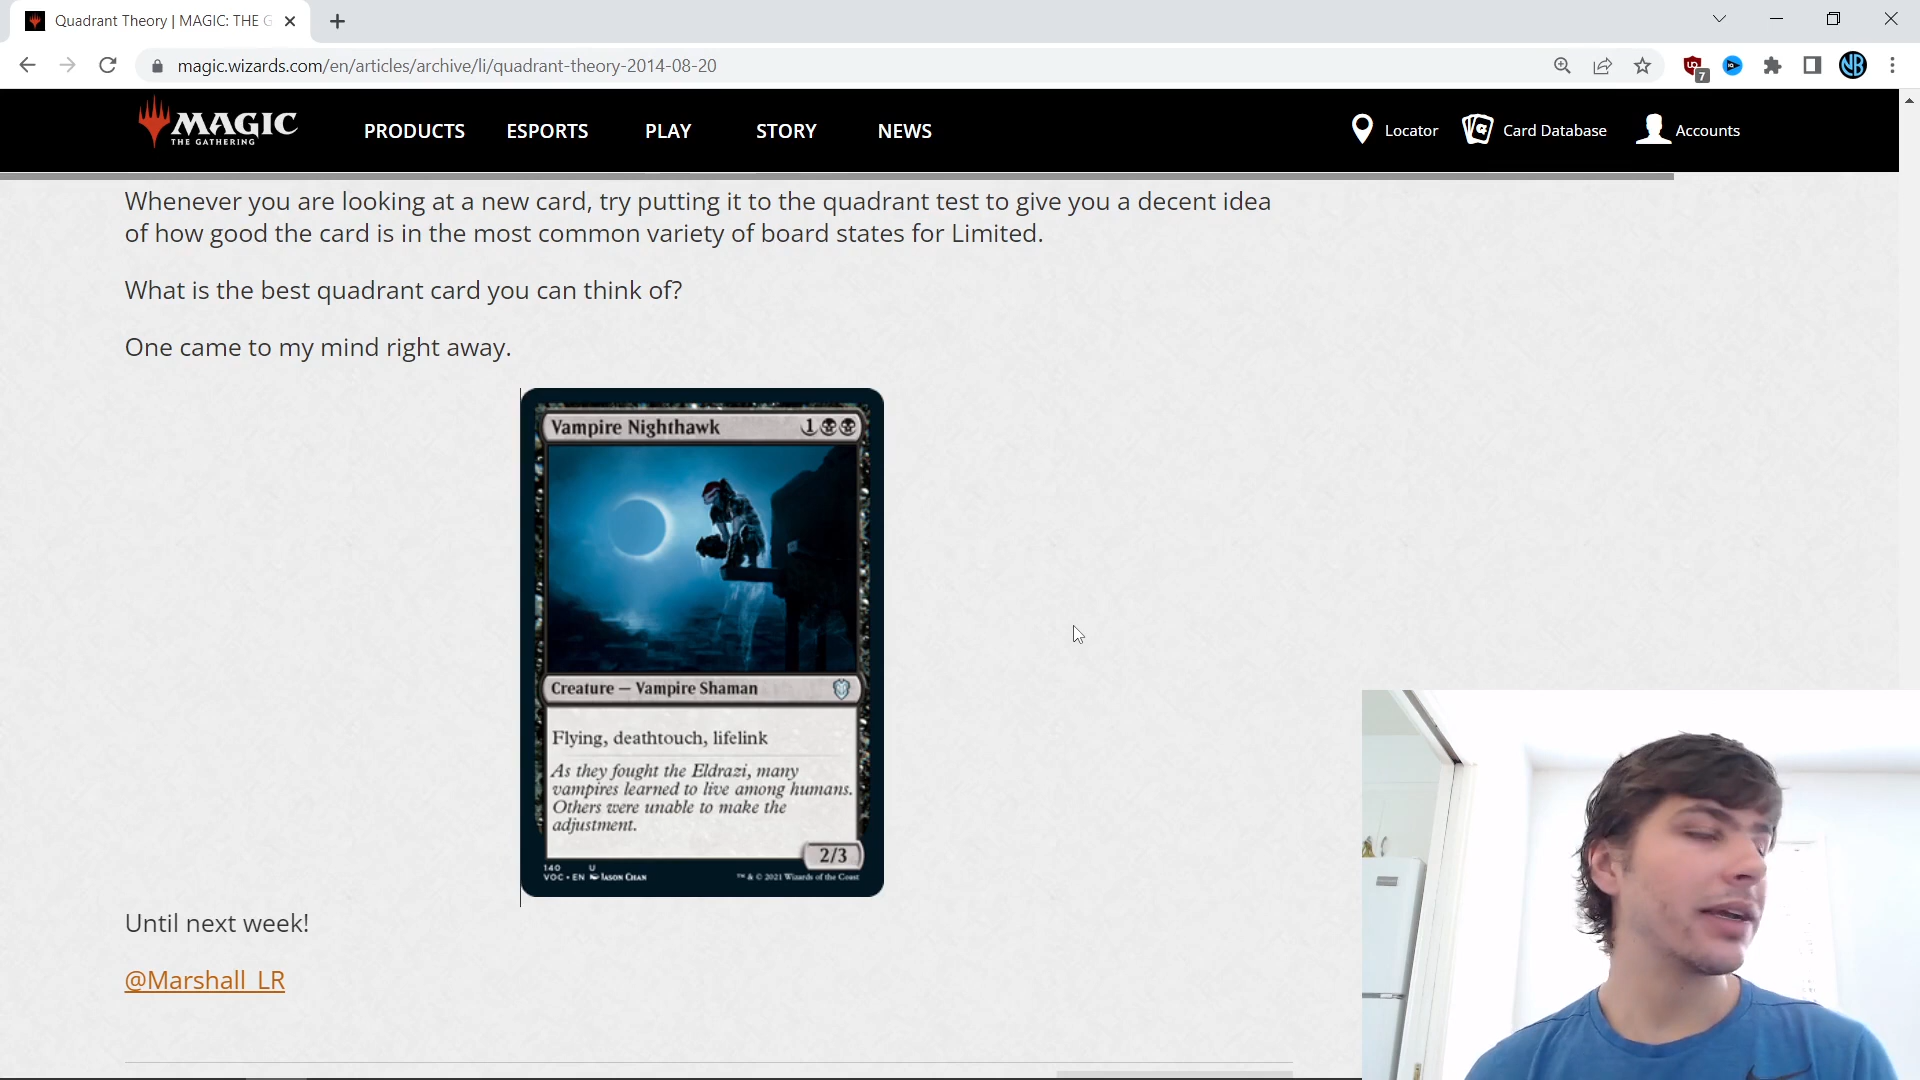 Quadrant Theory | MAGIC: THE G
magic.wizards.com/en/articles/archive/li/quadrant-theory-2014-08-20
7
NB
MAGIC
THE GATHERING
PRODUCTS
ESPORTS
PLAY
STORY
NEWS
Locator
Card Database
Accounts
Whenever you are looking at a new card, try putting it to the quadrant test to give you a decent idea
of how good the card is in the most common variety of board states for Limited.
What is the best quadrant card you can think of?
One came to my mind right away.
Vampire Nighthawk 1
Creature — Vampire Shaman
Flying, deathtouch, lifelink
As they fought the Eldrazi, many
vampires learned to live among humans.
Others were unable to make the
adjustment.
2/3
140 U
VOC • EN Jason Chan
™ & © 2021 Wizards of the Coast
Until next week!
@Marshall_LR